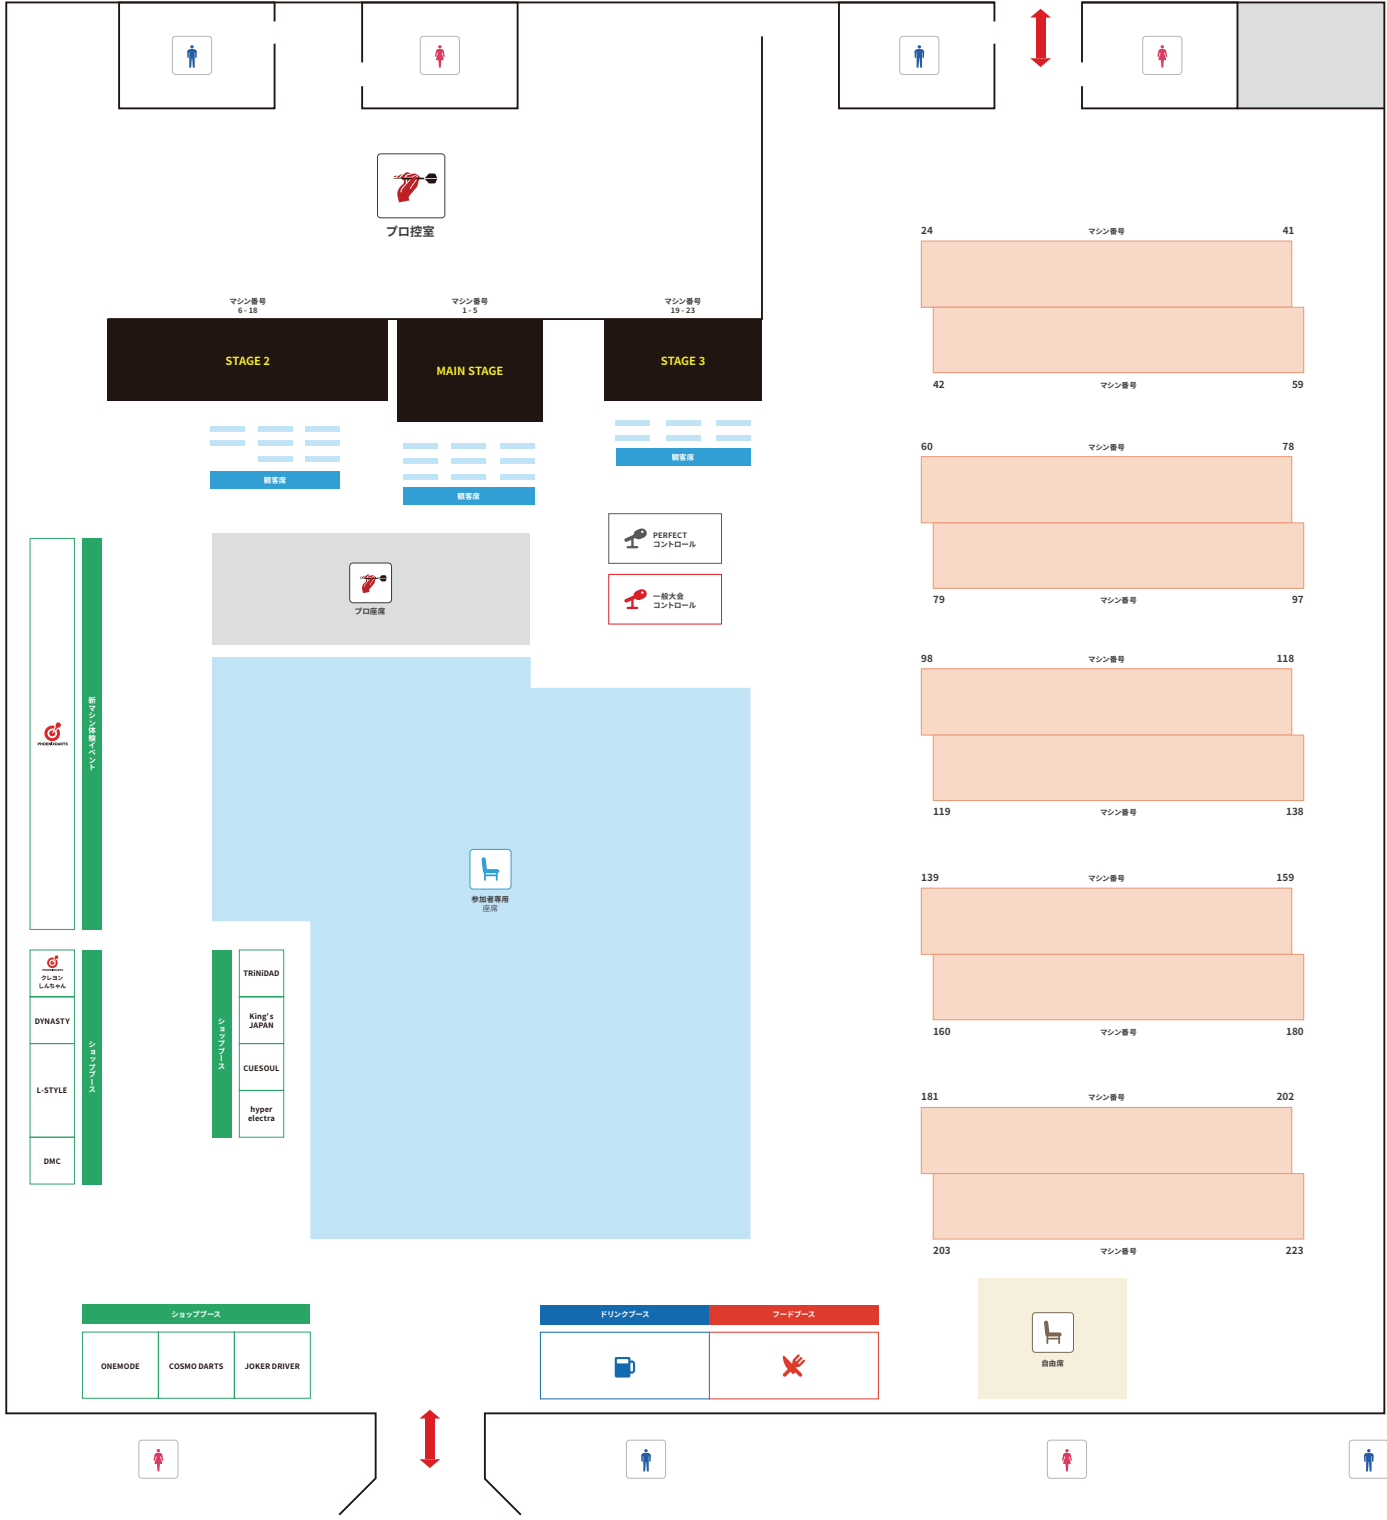 プロ控室
マシン番号
6 - 18
マシン番号
1 - 5
マシン番号
19 - 23
STAGE 2
MAIN STAGE
STAGE 3
観客席
観客席
観客席
PERFECT
コントロール
一般大会
コントロール
プロ座席
PHOENIXDARTS
新マシン体験イベント
参加者専用
座席
PHOENIXDARTS
クレヨン
しんちゃん
DYNASTY
L-STYLE
DMC
ショップブース
ショップブース
TRiNiDAD
King's
JAPAN
CUESOUL
hyper
electra
24 マシン番号 41
42 マシン番号 59
60 マシン番号 78
79 マシン番号 97
98 マシン番号 118
119 マシン番号 138
139 マシン番号 159
160 マシン番号 180
181 マシン番号 202
203 マシン番号 223
ショップブース
ONEMODE
COSMO DARTS
JOKER DRIVER
ドリンクブース
フードブース
自由席